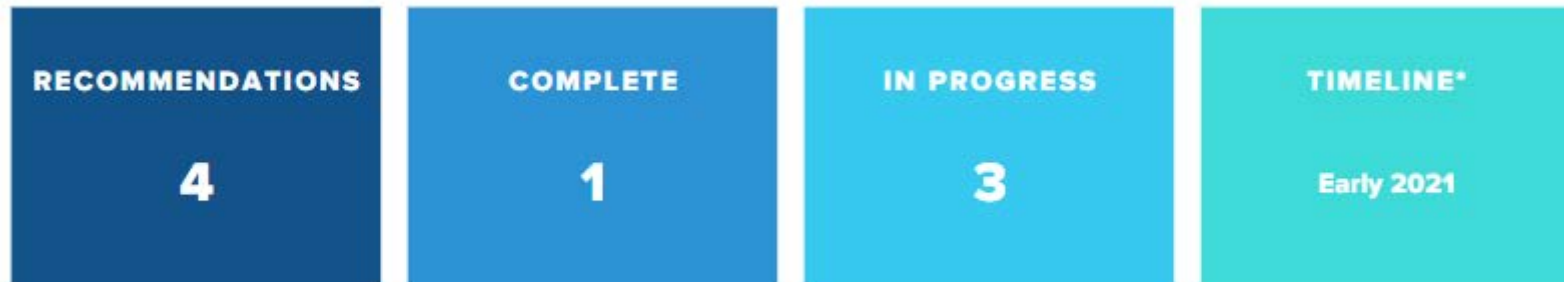 RECOMMENDATIONS
4
COMPLETE
1
IN PROGRESS
3
TIMELINE*
Early 2021